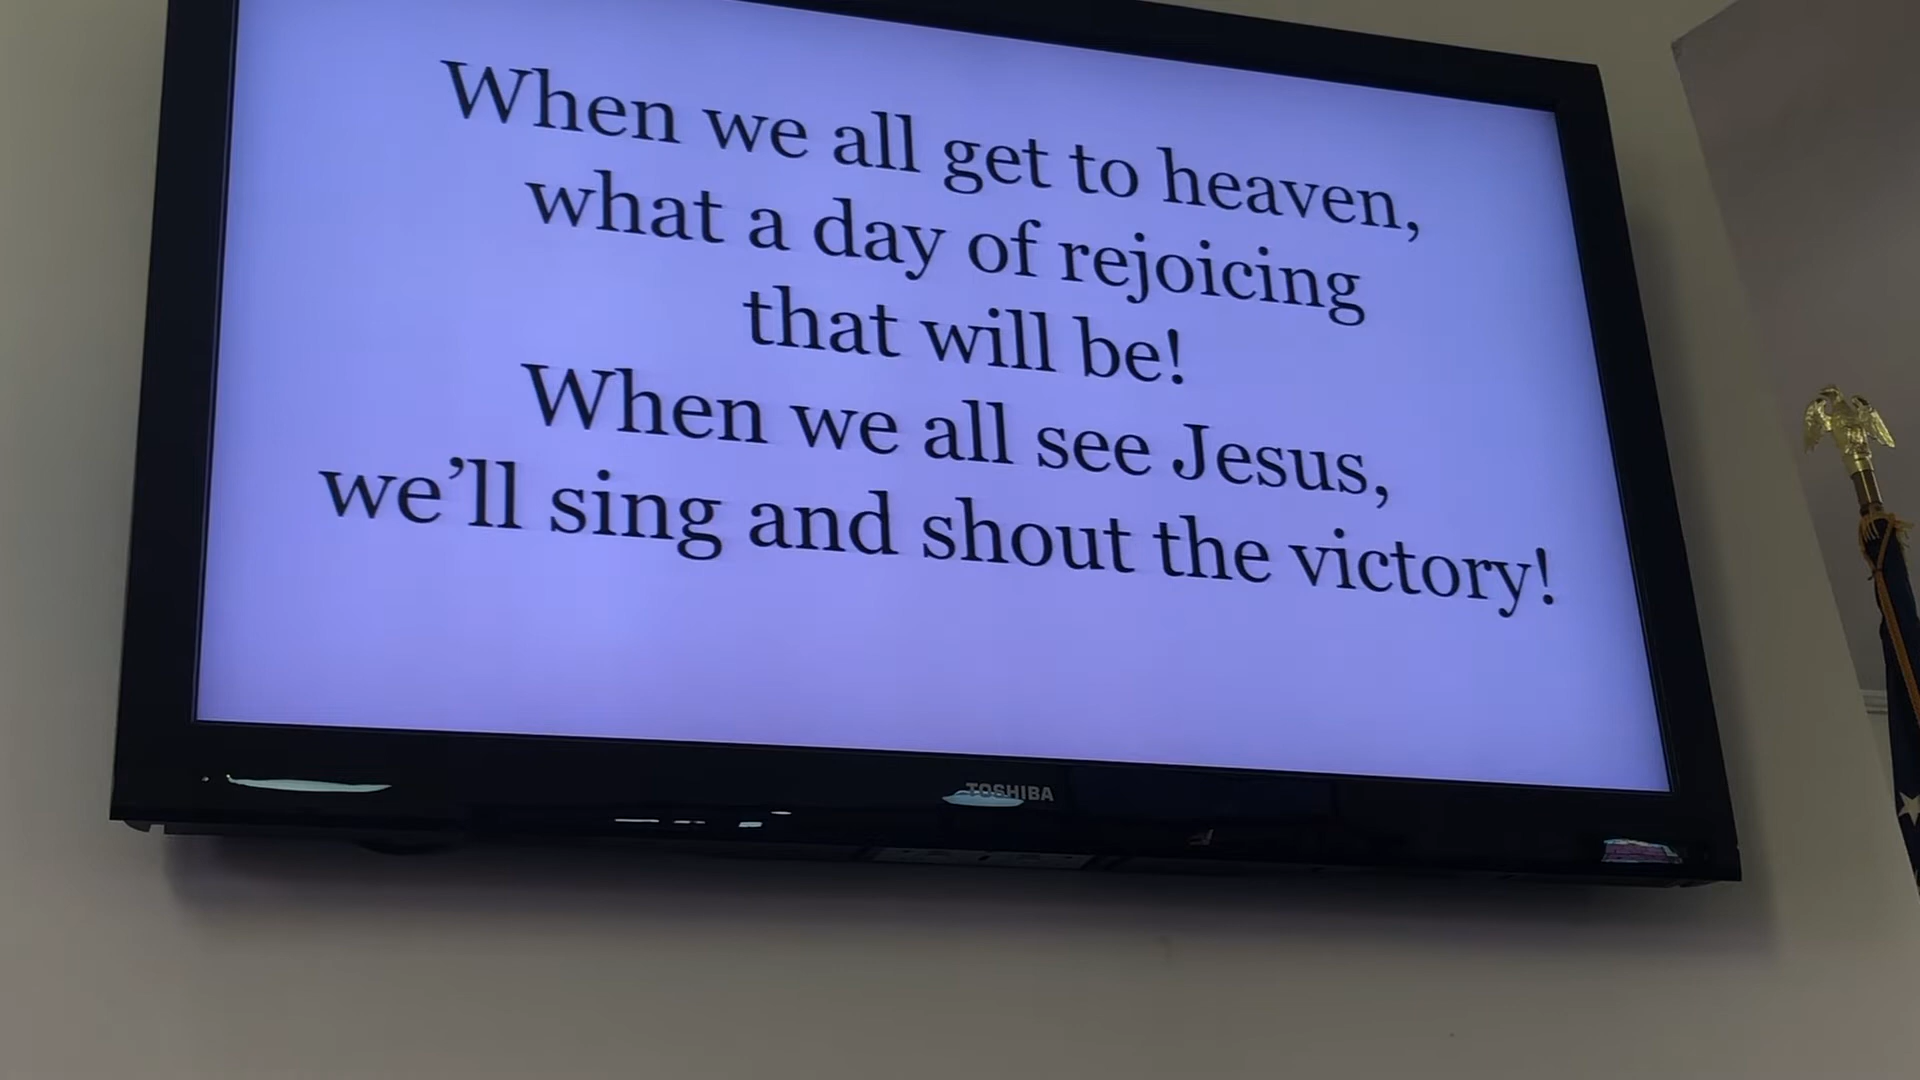 When we all get to heaven,
what a day of rejoicing
that will be!
When we all see Jesus,
we’ll sing and shout the victory!
TOSHIBA